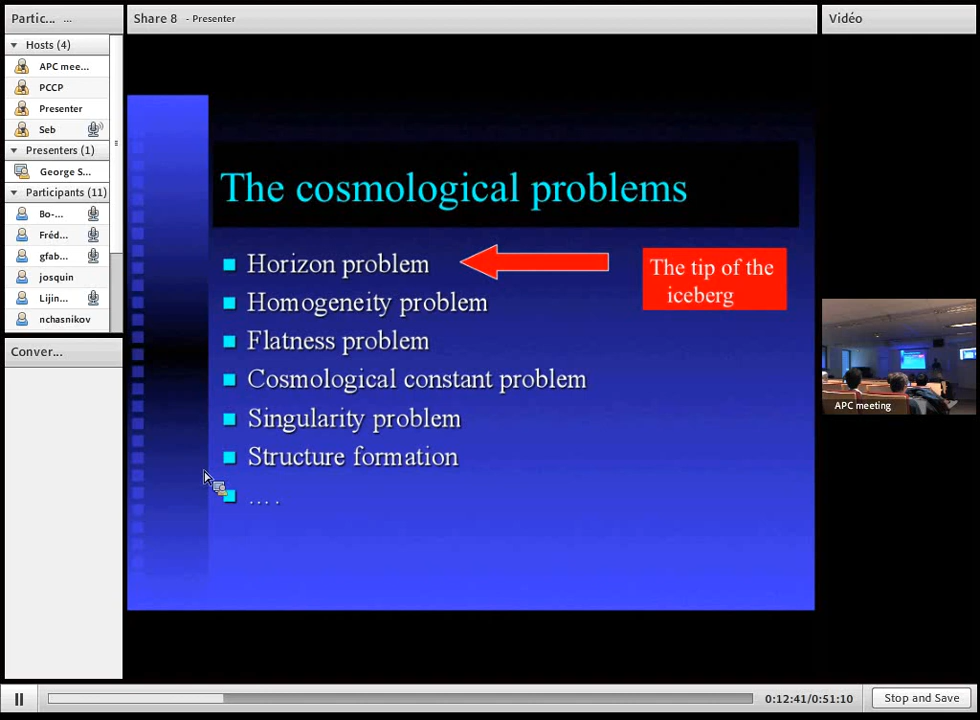 Partic... ...
Share 8 - Presenter
Vidéo
Hosts (4)
APC mee...
PCCP
Presenter
Seb
Presenters (1)
George S...
Participants (11)
Bo-...
Fréd...
gfab...
josquin
Lijin...
nchasnikov
Conver...
The cosmological problems
Horizon problem
The tip of the
iceberg
Homogeneity problem
Flatness problem
Cosmological constant problem
Singularity problem
Structure formation
....
APC meeting
0:12:41/0:51:10
Stop and Save